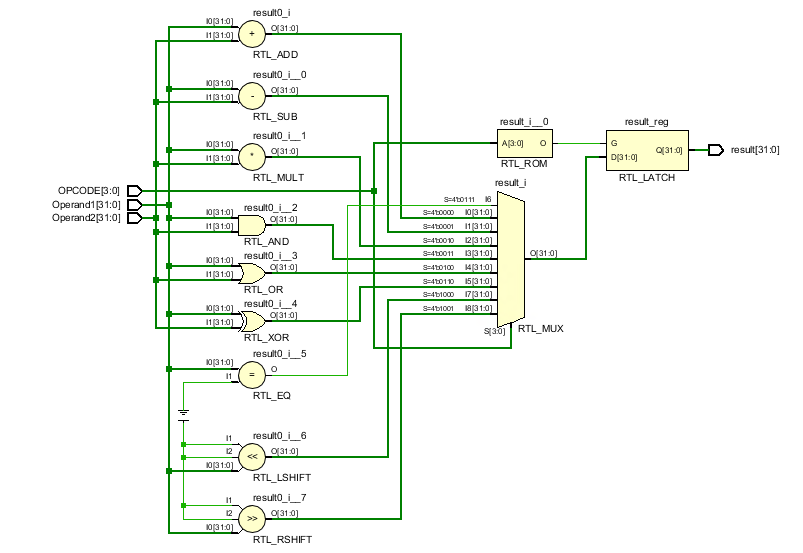 result0_i
I0[31:0]
I1[31:0]
+
O[31:0]
RTL_ADD
result0_i__0
I0[31:0]
I1[31:0]
-
O[31:0]
RTL_SUB
result0_i__1
I0[31:0]
I1[31:0]
*
O[31:0]
RTL_MULT
OPCODE[3:0]
Operand1[31:0]
Operand2[31:0]
result0_i__2
I0[31:0]
I1[31:0]
O[31:0]
RTL_AND
result0_i__3
I0[31:0]
I1[31:0]
O[31:0]
RTL_OR
result0_i__4
I0[31:0]
I1[31:0]
O[31:0]
RTL_XOR
result0_i__5
I0[31:0]
I1
=
O
RTL_EQ
result0_i__6
I1
I2
I0[31:0]
<<
O[31:0]
RTL_LSHIFT
result0_i__7
I1
I2
I0[31:0]
>>
O[31:0]
RTL_RSHIFT
result_i__0
A[3:0]
O
RTL_ROM
result_reg
G
D[31:0]
Q[31:0]
RTL_LATCH
result[31:0]
result_i
S=4'b0111 I6
S=4'b0000 I0[31:0]
S=4'b0001 I1[31:0]
S=4'b0010 I2[31:0]
S=4'b0011 I3[31:0]
S=4'b0100 I4[31:0]
S=4'b0110 I5[31:0]
S=4'b1000 I7[31:0]
S=4'b1001 I8[31:0]
O[31:0]
S[3:0]
RTL_MUX